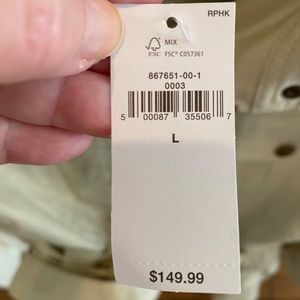 RPHK
MIX
FSC FSC® C057361
867651-00-1
0003
5 00087 35506 7
L
$149.99